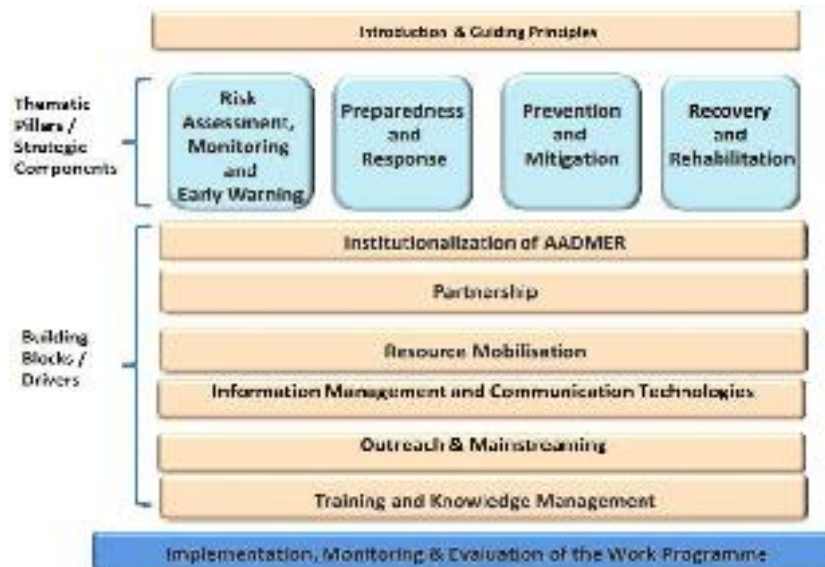 Introduction & Guiding Principles
Thematic
Pillars /
Strategic
Components
Risk
Assessment,
Monitoring
and
Early Warning
Preparedness
and
Response
Prevention
and
Mitigation
Recovery
and
Rehabilitation
Building
Blocks /
Drivers
Institutionalization of AADMER
Partnership
Resource Mobilisation
Information Management and Communication Technologies
Outreach & Mainstreaming
Training and Knowledge Management
Implementation, Monitoring & Evaluation of the Work Programme